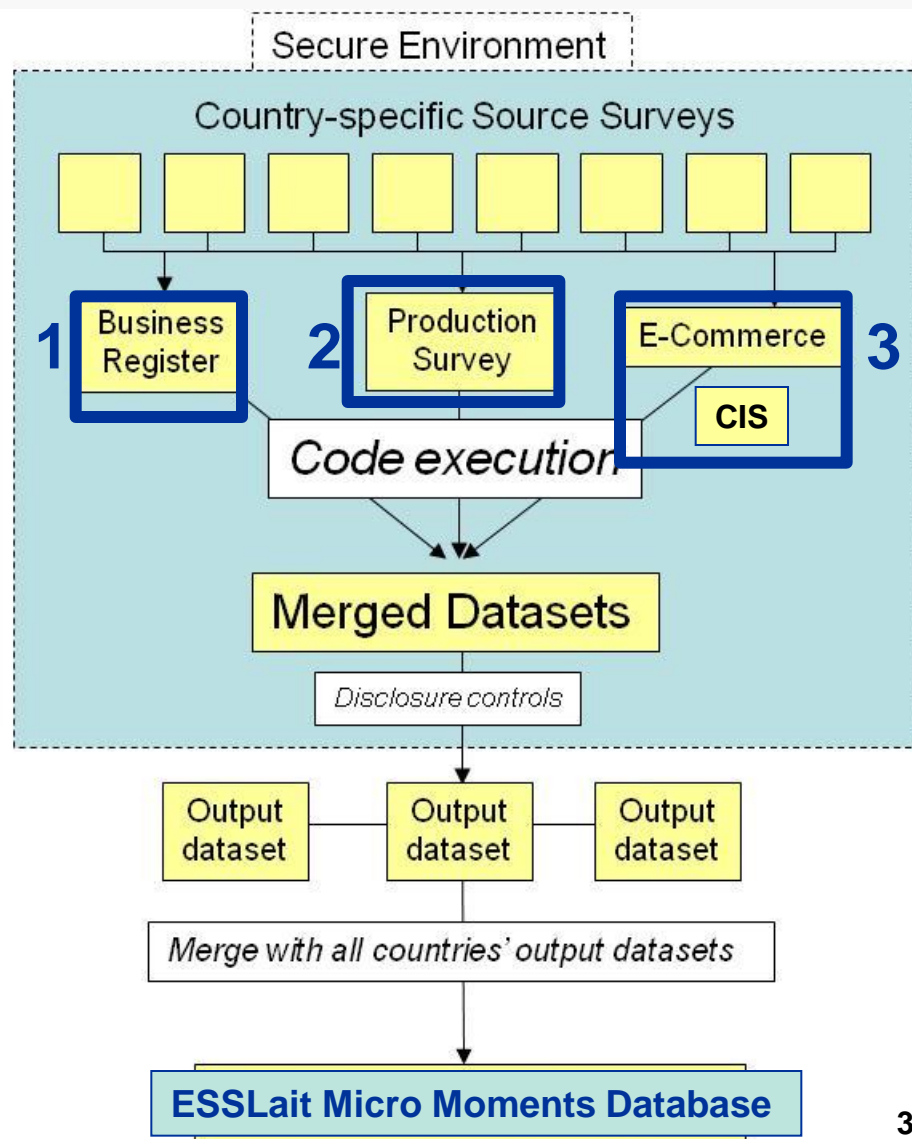 Secure Environment
Country-specific Source Surveys
1
Business
Register
2
Production
Survey
E-Commerce
3
CIS
Code execution
Merged Datasets
Disclosure controls
Output
dataset
Output
dataset
Output
dataset
Merge with all countries' output datasets
ESSLait Micro Moments Database
3